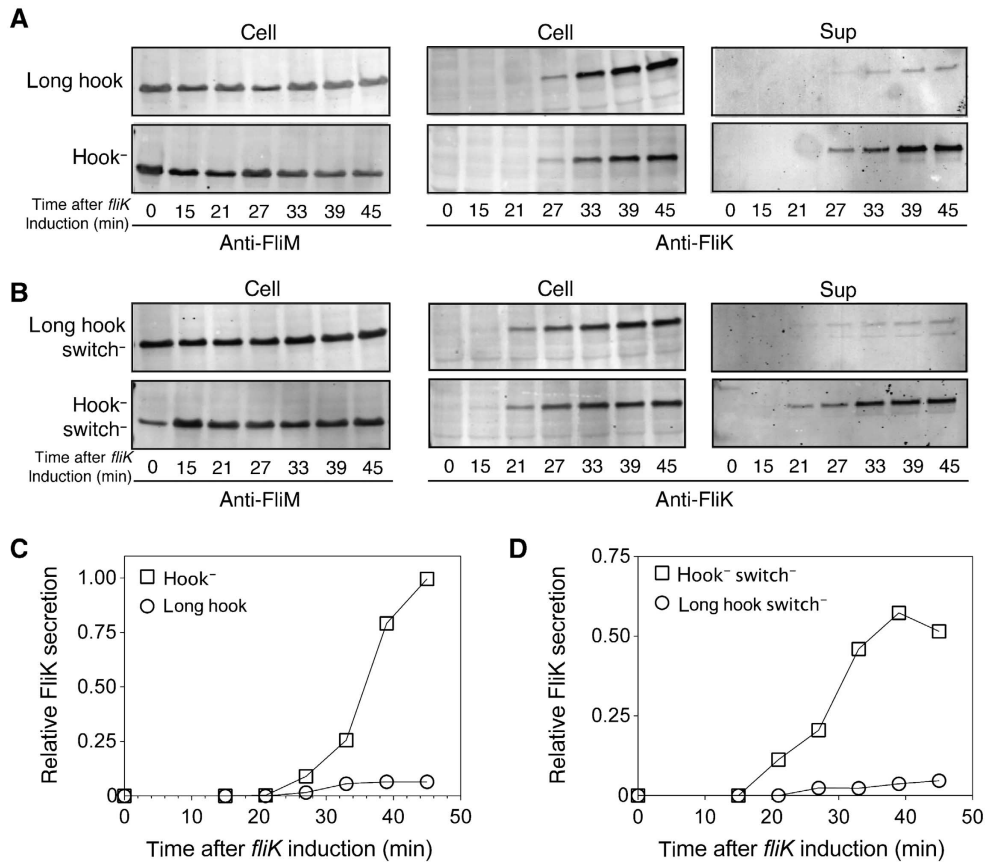 A
Cell
Cell
Sup
Long hook
Hook⁻
Time after fliK
Induction (min)
0 15 21 27 33 39 45
0 15 21 27 33 39 45
0 15 21 27 33 39 45
Anti-FliM
Anti-FliK
B
Cell
Cell
Sup
Long hook
switch⁻
Hook⁻
switch⁻
Time after fliK
Induction (min)
0 15 21 27 33 39 45
0 15 21 27 33 39 45
0 15 21 27 33 39 45
Anti-FliM
Anti-FliK
C
Relative FliK secretion
1.00
0.75
0.50
0.25
0
Hook⁻
Long hook
0 10 20 30 40 50
Time after fliK induction (min)
D
Relative FliK secretion
0.75
0.50
0.25
0
Hook⁻ switch⁻
Long hook switch⁻
0 10 20 30 40 50
Time after fliK induction (min)